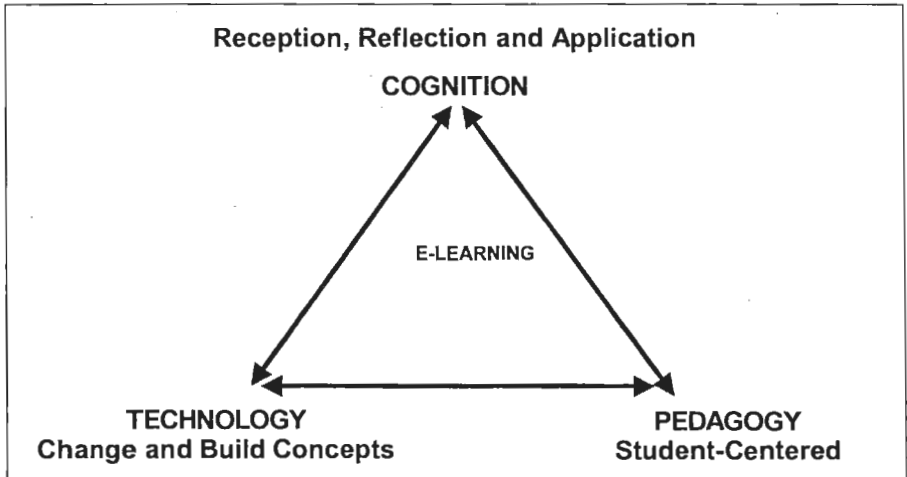 Reception, Reflection and Application
COGNITION
E-LEARNING
TECHNOLOGY
Change and Build Concepts
PEDAGOGY
Student-Centered